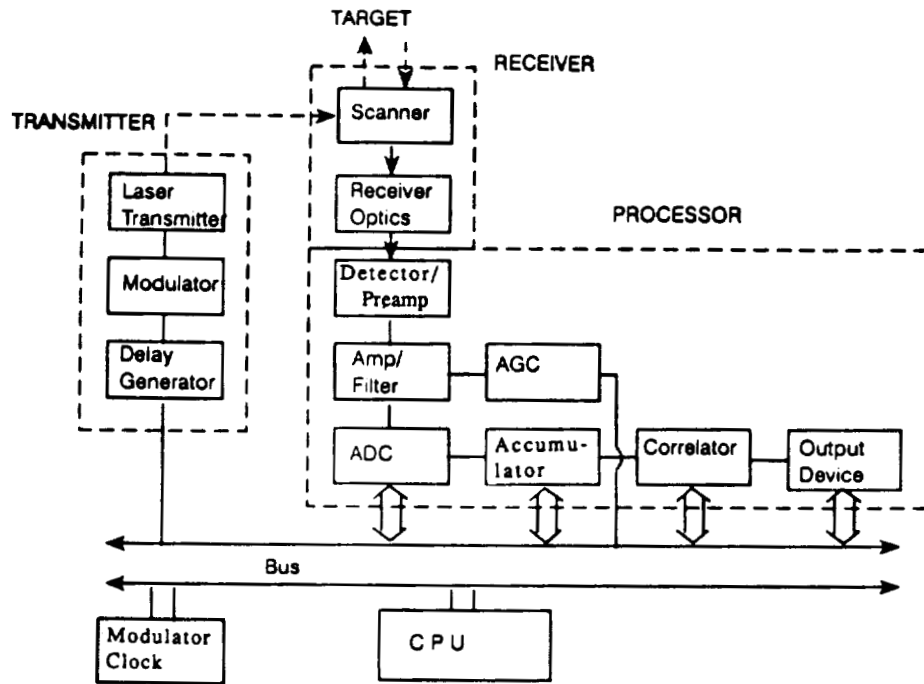 TARGET
RECEIVER
Scanner
TRANSMITTER
Laser
Transmitter
Receiver
Optics
PROCESSOR
Modulator
Detector/
Preamp
Delay
Generator
Amp/
Filter
AGC
ADC
Accumu-
lator
Correlator
Output
Device
Bus
Modulator
Clock
CPU